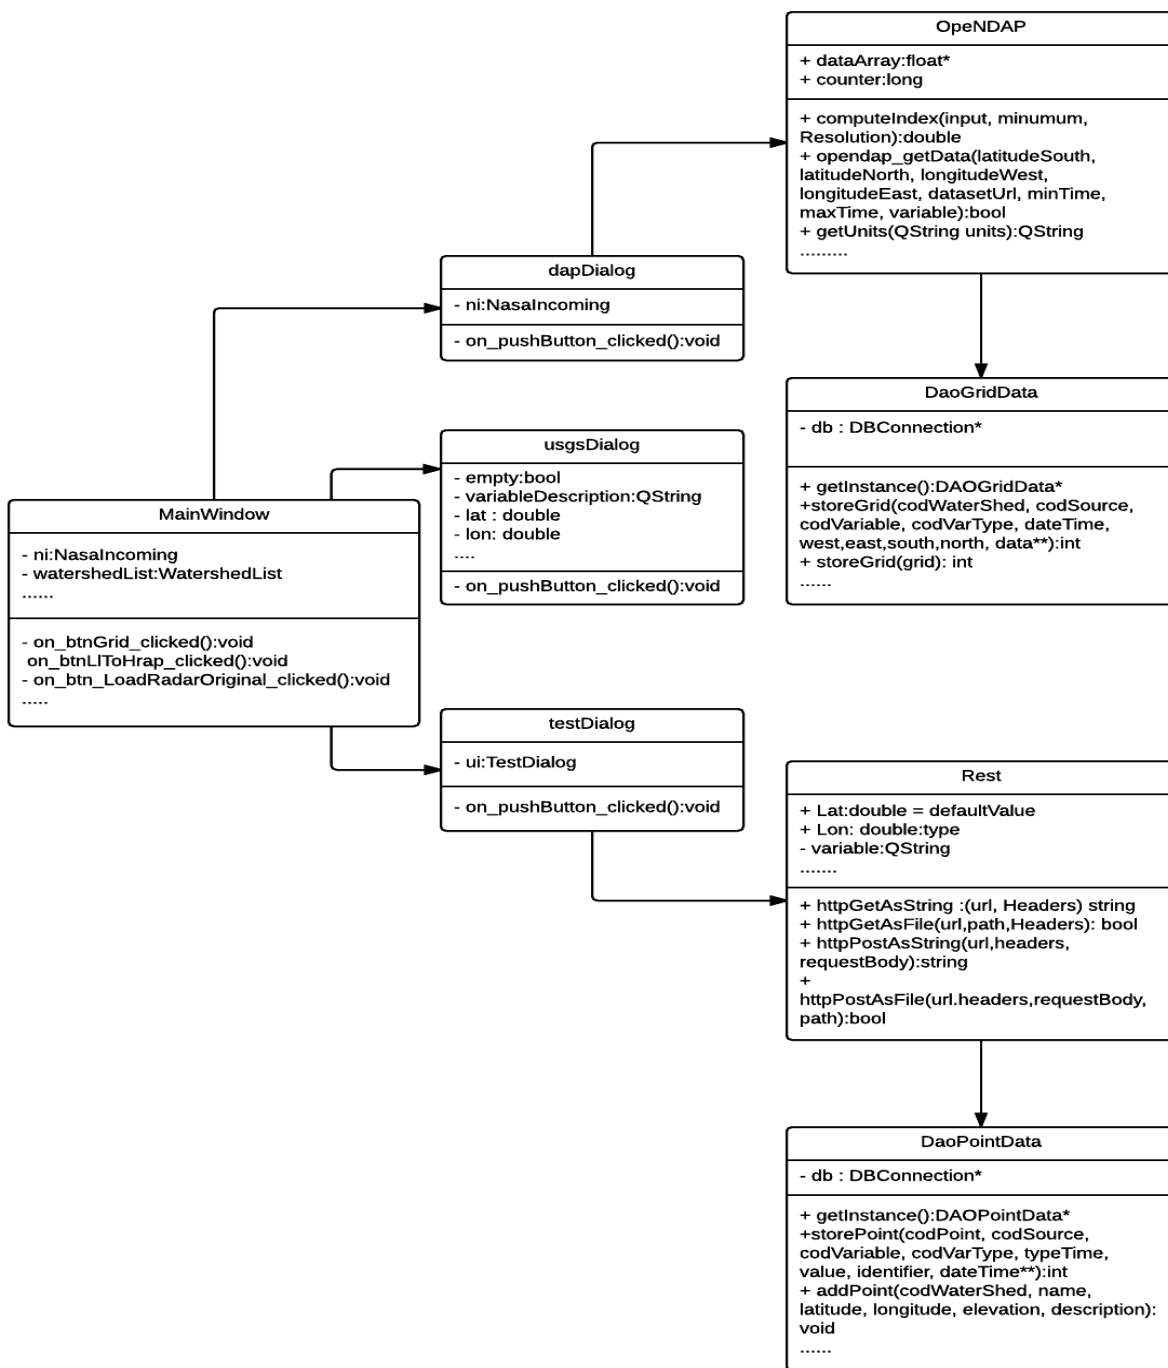 OpeNDAP
+ dataArray:float*
+ counter:long
+ computeIndex(input, minumum,
Resolution):double
+ opendap_getData(latitudeSouth,
latitudeNorth, longitudeWest,
longitudeEast, datasetUrl, minTime,
maxTime, variable):bool
+ getUnits(QString units):QString
.........
dapDialog
- ni:NasaIncoming
- on_pushButton_clicked():void
DaoGridData
- db : DBConnection*
+ getInstance():DAOGridData*
+storeGrid(codWaterShed, codSource,
codVariable, codVarType, dateTime,
west,east,south,north, data**):int
+ storeGrid(grid): int
......
usgsDialog
- empty:bool
- variableDescription:QString
- lat : double
- lon: double
....
- on_pushButton_clicked():void
MainWindow
- ni:NasaIncoming
- watershedList:WatershedList
......
- on_btnGrid_clicked():void
on_btnLlToHrap_clicked():void
- on_btn_LoadRadarOriginal_clicked():void
.....
testDialog
- ui:TestDialog
- on_pushButton_clicked():void
Rest
+ Lat:double = defaultValue
+ Lon: double:type
- variable:QString
.......
+ httpGetAsString :(url, Headers) string
+ httpGetAsFile(url,path,Headers): bool
+ httpPostAsString(url,headers,
requestBody):string
+
httpPostAsFile(url.headers,requestBody,
path):bool
DaoPointData
- db : DBConnection*
+ getInstance():DAOPointData*
+storePoint(codPoint, codSource,
codVariable, codVarType, typeTime,
value, identifier, dateTime**):int
+ addPoint(codWaterShed, name,
latitude, longitude, elevation, description):
void
......